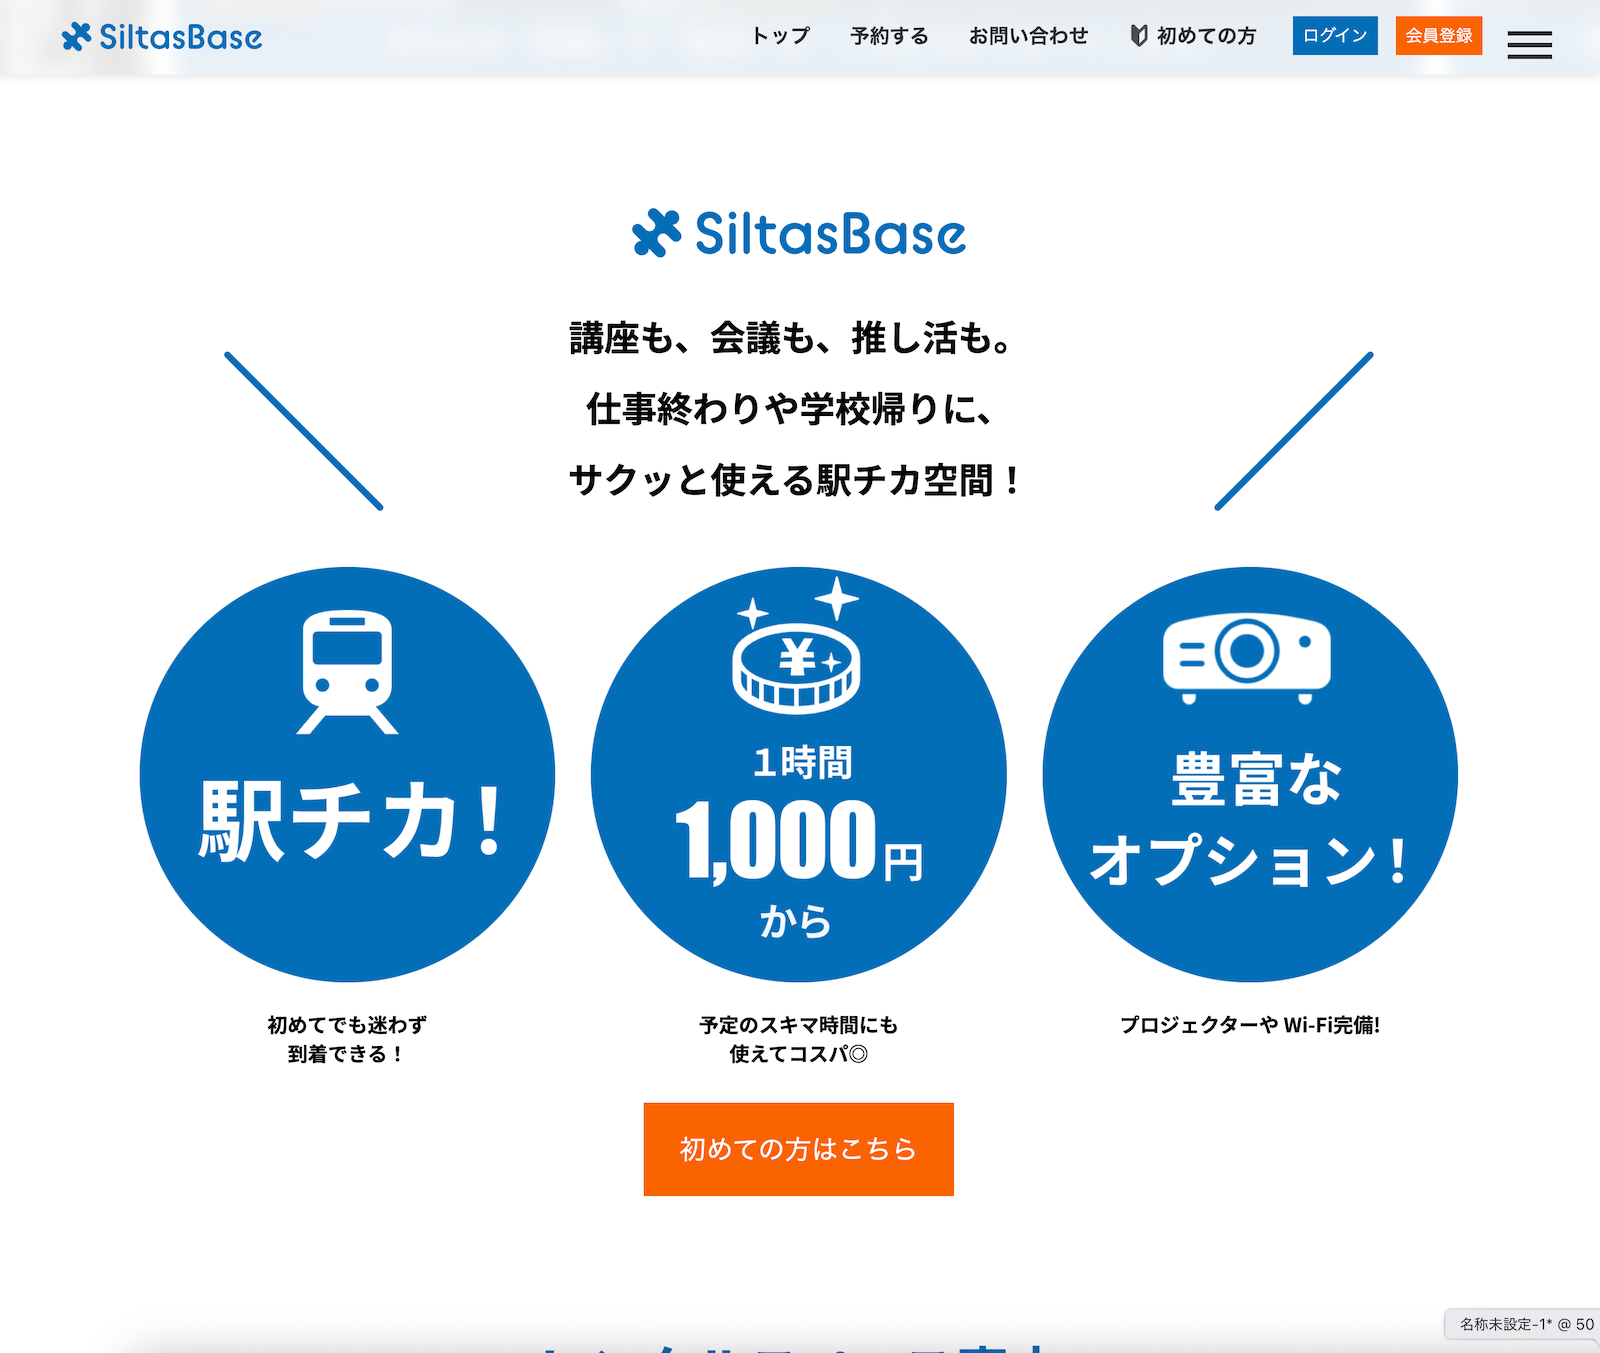 SiltasBase
トップ
予約する
お問い合わせ
初めての方
ログイン
会員登録
SiltasBase
講座も、会議も、推し活も。
仕事終わりや学校帰りに、
サクッと使える駅チカ空間！
駅チカ！
¥
１時間
1,000円
から
豊富な
オプション！
初めてでも迷わず
到着できる！
予定のスキマ時間にも
使えてコスパ◎
プロジェクターや Wi-Fi完備!
初めての方はこちら
名称未設定-1* @ 50